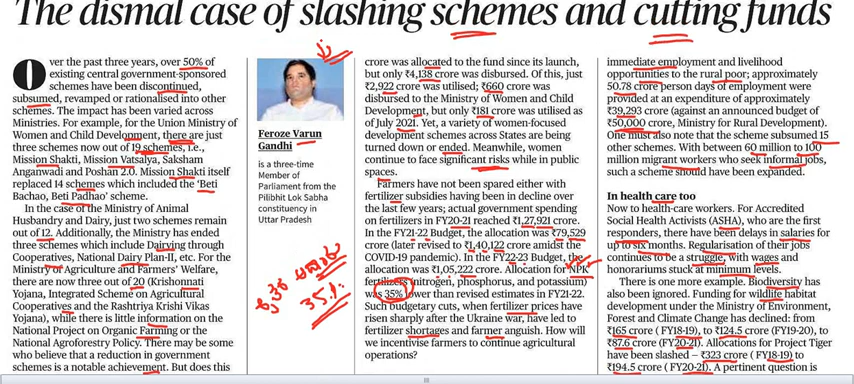 The dismal case of slashing schemes and cutting funds
Over the past three years, over 50% of
existing central government-sponsored
schemes have been discontinued,
subsumed, revamped or rationalised into other
schemes. The impact has been varied across
Ministries. For example, for the Union Ministry of
Women and Child Development, there are just
three schemes now out of 19 schemes, i.e.,
Mission Shakti, Mission Vatsalya, Saksham
Anganwadi and Poshan 2.0. Mission Shakti itself
replaced 14 schemes which included the 'Beti
Bachao, Beti Padhao' scheme.
In the case of the Ministry of Animal
Husbandry and Dairy, just two schemes remain
out of 12. Additionally, the Ministry has ended
three schemes which include Dairying through
Cooperatives, National Dairy Plan-II, etc. For the
Ministry of Agriculture and Farmers' Welfare,
there are now three out of 20 (Krishonnati
Yojana, Integrated Scheme on Agricultural
Cooperatives and the Rashtriya Krishi Vikas
Yojana), while there is little information on the
National Project on Organic Farming or the
National Agroforestry Policy. There may be some
who believe that a reduction in government
schemes is a notable achievement. But does this
Feroze Varun
Gandhi
is a three-time
Member of
Parliament from the
Pilibhit Lok Sabha
constituency in
Uttar Pradesh
35%
crore was allocated to the fund since its launch,
but only ₹4,138 crore was disbursed. Of this, just
₹2,922 crore was utilised; ₹660 crore was
disbursed to the Ministry of Women and Child
Development, but only ₹181 crore was utilised as
of July 2021. Yet, a variety of women-focused
development schemes across States are being
turned down or ended. Meanwhile, women
continue to face significant risks while in public
spaces.
Farmers have not been spared either with
fertilizer subsidies having been in decline over
the last few years; actual government spending
on fertilizers in FY20-21 reached ₹1,27,921 crore.
In the FY21-22 Budget, the allocation was ₹79,529
crore (later revised to ₹1,40,122 crore amidst the
COVID-19 pandemic). In the FY22-23 Budget, the
allocation was ₹1,05,222 crore. Allocation for NPK
fertilizers (nitrogen, phosphorus, and potassium)
was 35% lower than revised estimates in FY21-22.
Such budgetary cuts, when fertilizer prices have
risen sharply after the Ukraine war, have led to
fertilizer shortages and farmer anguish. How will
we incentivise farmers to continue agricultural
operations?
immediate employment and livelihood
opportunities to the rural poor; approximately
50.78 crore person days of employment were
provided at an expenditure of approximately
₹39,293 crore (against an announced budget of
₹50,000 crore, Ministry for Rural Development).
One must also note that the scheme subsumed 15
other schemes. With between 60 million to 100
million migrant workers who seek informal jobs,
such a scheme should have been expanded.
In health care too
Now to health-care workers. For Accredited
Social Health Activists (ASHA), who are the first
responders, there have been delays in salaries for
up to six months. Regularisation of their jobs
continues to be a struggle, with wages and
honorariums stuck at minimum levels.
There is one more example. Biodiversity has
also been ignored. Funding for wildlife habitat
development under the Ministry of Environment,
Forest and Climate Change has declined: from
₹165 crore (FY18-19), to ₹124.5 crore (FY19-20), to
₹87.6 crore (FY20-21). Allocations for Project Tiger
have been slashed – ₹323 crore (FY18-19) to
₹194.5 crore (FY20-21). A pertinent question is